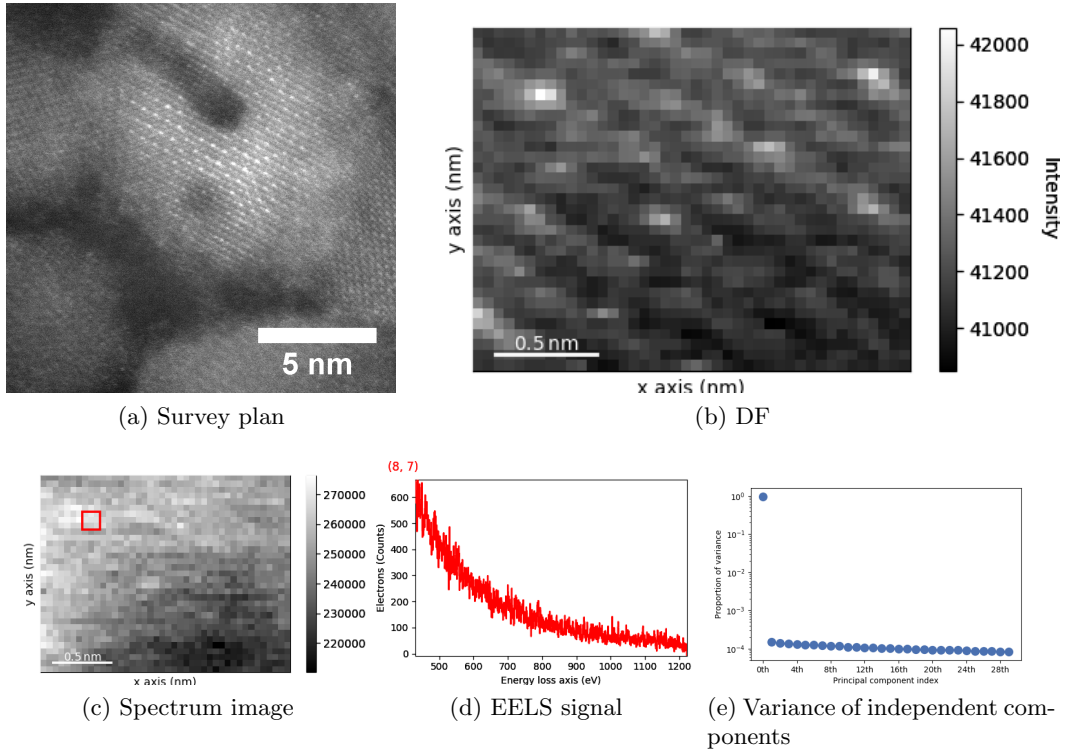 5 nm
(a) Survey plan
y axis (nm)
0.5 nm
x axis (nm)
42000
41800
41600
41400
41200
41000
Intensity
(b) DF
y axis (nm)
0.5 nm
x axis (nm)
270000
260000
250000
240000
230000
220000
(c) Spectrum image
(8, 7)
Electrons (Counts)
600
500
400
300
200
100
0
500 600 700 800 900 1000 1100 1200
Energy loss axis (eV)
(d) EELS signal
Proportion of variance
10⁰
10⁻¹
10⁻²
10⁻³
10⁻⁴
0th 4th 8th 12th 16th 20th 24th 28th
Principal component index
(e) Variance of independent com-
ponents